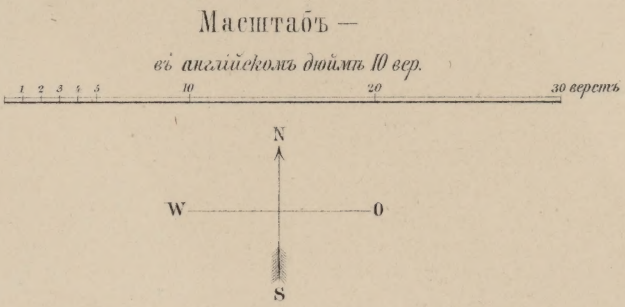 Масштабъ —
въ англійскомъ дюймѣ 10 вер.
1 2 3 4 5 10 20 30 верстъ
N
W O
S